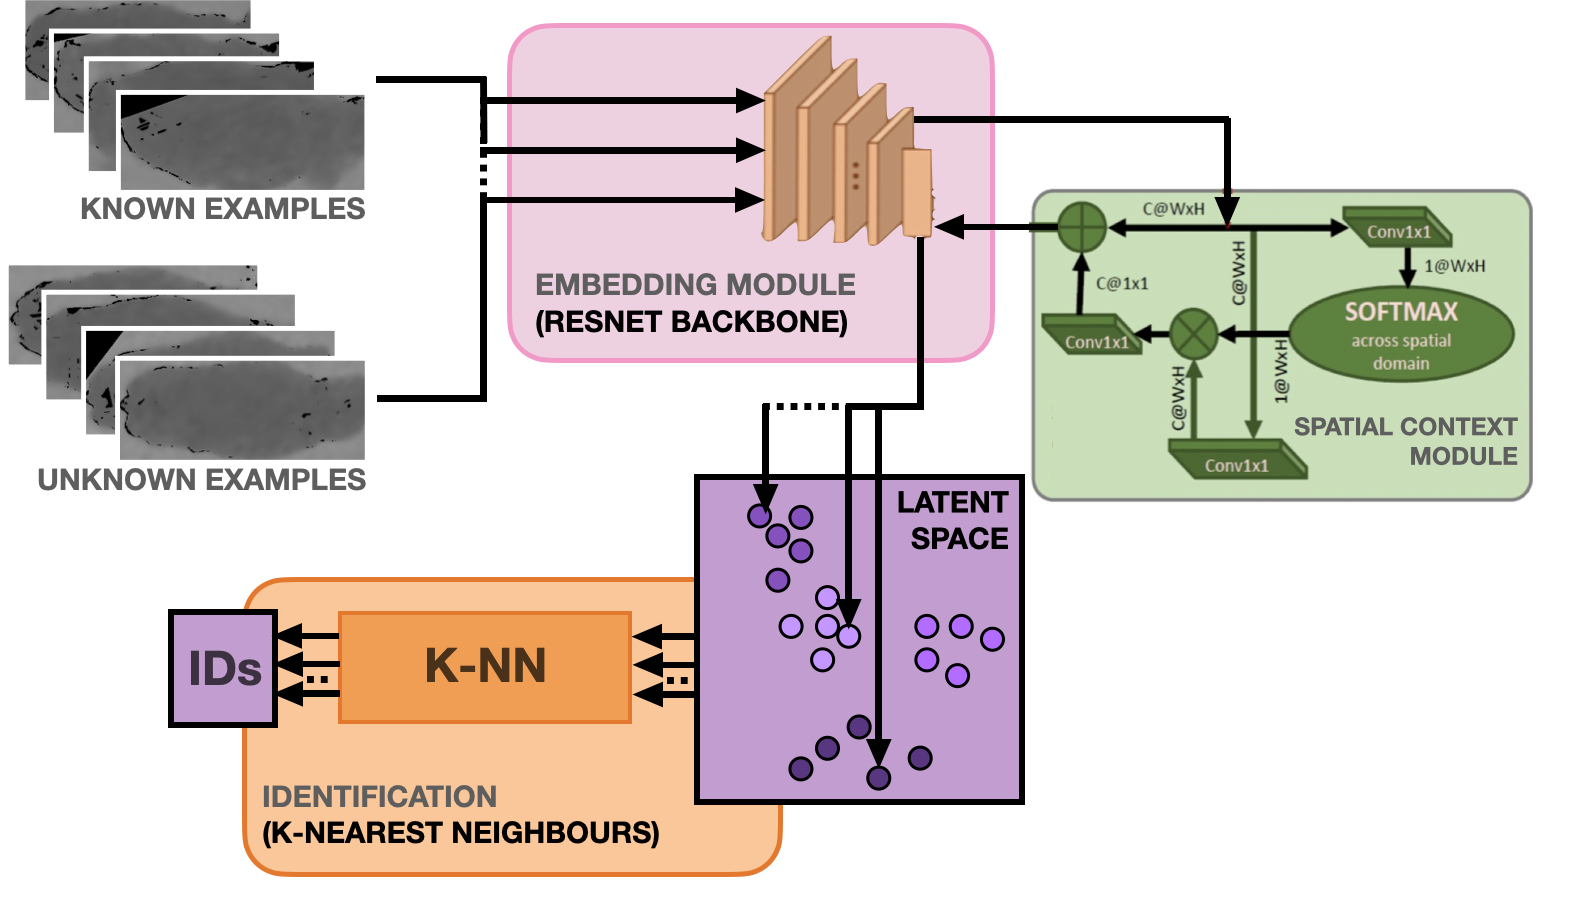 KNOWN EXAMPLES
UNKNOWN EXAMPLES
EMBEDDING MODULE
(RESNET BACKBONE)
C@WxH
Conv1x1
1@WxH
C@WxH
C@1x1
SOFTMAX
across spatial
domain
Conv1x1
1@WxH
C@WxH
Conv1x1
SPATIAL CONTEXT
MODULE
LATENT
SPACE
IDs
K-NN
IDENTIFICATION
(K-NEAREST NEIGHBOURS)